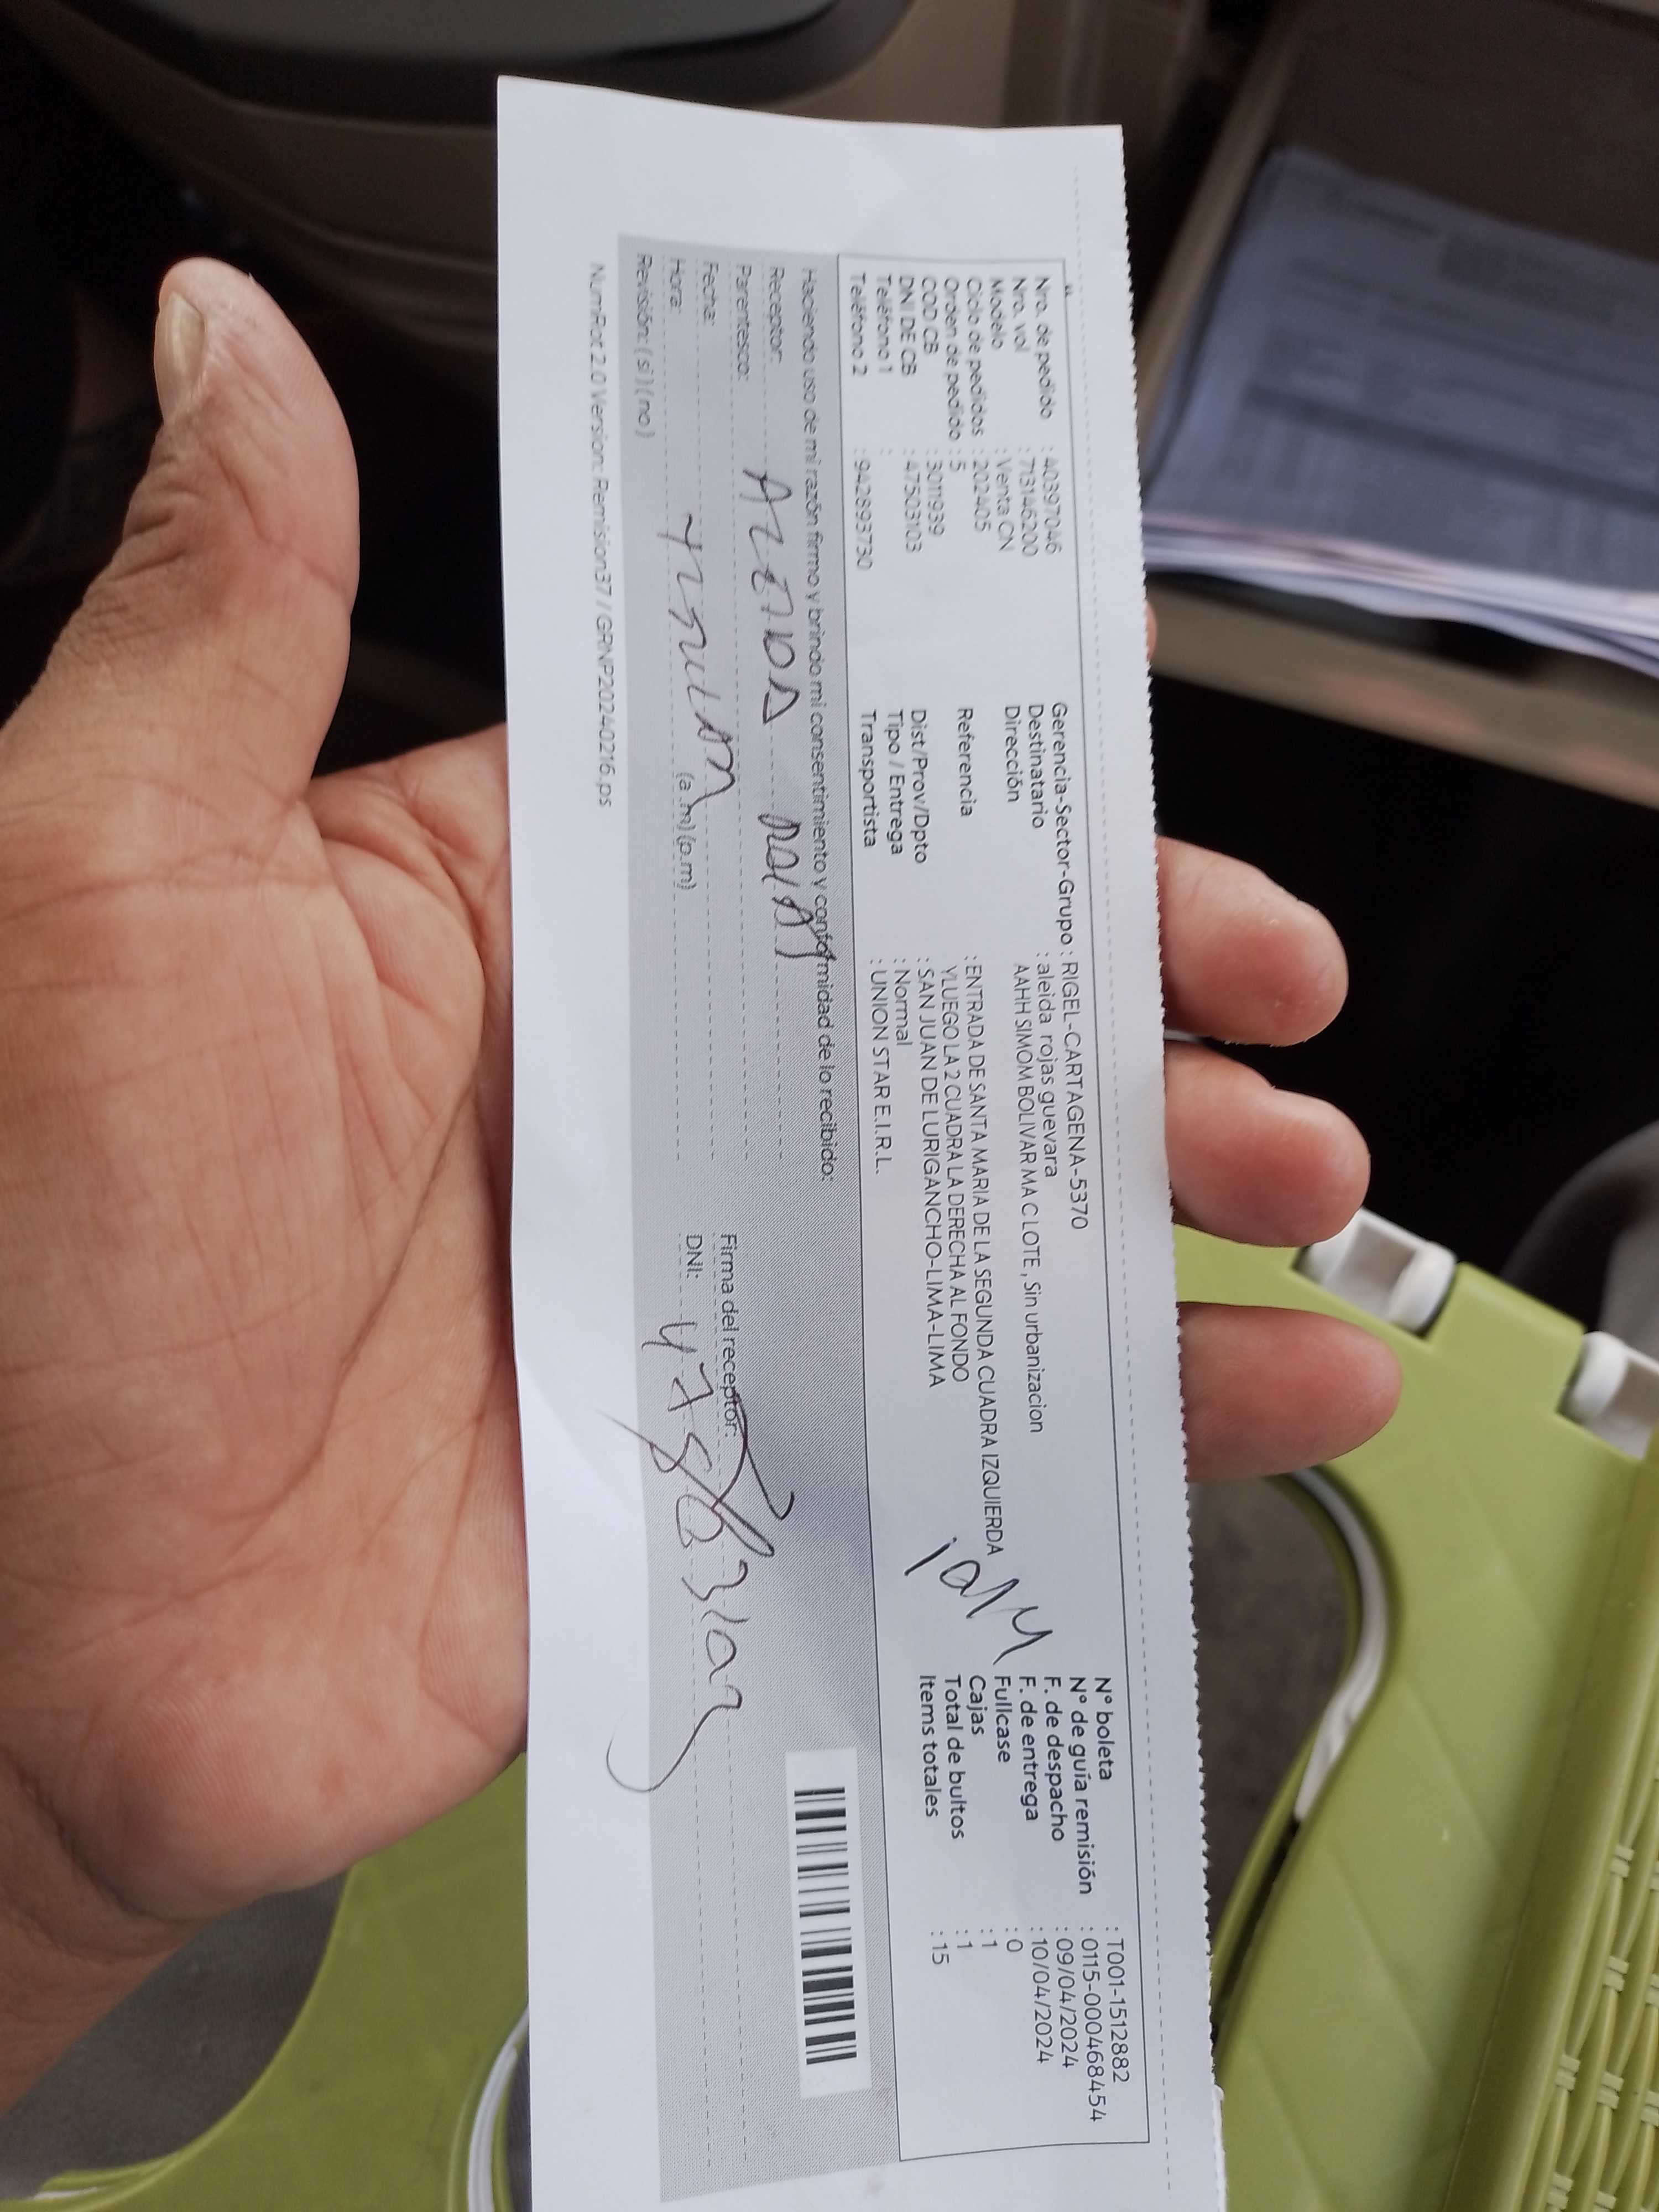 Nro. de pedido : 40397046
Nro. vol : 73146200
Modelo : Venta CN
Ciclo de pedidos : 202405
Orden de pedido : 5
COD CB : 3011939
DNI DE CB : 47503103
Teléfono 1 :
Teléfono 2 : 942893730
Gerencia-Sector-Grupo : RIGEL-CARTAGENA-5370
Destinatario : aleida rojas guevara
Dirección AAHH SIMOM BOLIVAR MA C LOTE , Sin urbanizacion
Referencia : ENTRADA DE SANTA MARIA DE LA SEGUNDA CUADRA IZQUIERDA
YLUEGO LA 2 CUADRA LA DERECHA AL FONDO
Dist/Prov/Dpto : SAN JUAN DE LURIGANCHO-LIMA-LIMA
Tipo / Entrega : Normal
Transportista : UNION STAR E.I.R.L.
N° boleta : T001-1512882
N° de guía remisión : 0115-000468454
F. de despacho : 09/04/2024
F. de entrega : 10/04/2024
Fullcase : 0
Cajas : 1
Total de bultos : 1
Items totales : 15
Haciendo uso de mi razón firmo y brindo mi consentimiento y conformidad de lo recibido:
Receptor:
Parentesco:
Fecha:
Hora: (a.m) (p.m)
Revisión: ( si ) ( no )
Firma del receptor:
DNI:
NumPot 2.0 Version: Remision37 / GRNP20240216.ps